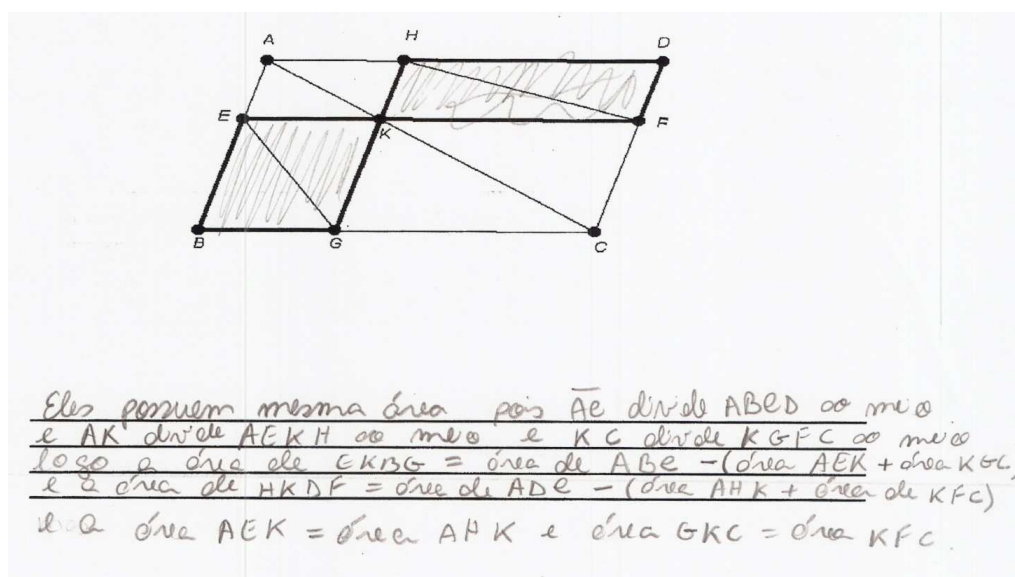 A H D
E K F
B G C
Eles possuem mesma área pois AC divide ABCD ao meio
e AK divide AEKH ao meio e KC divide KGFC ao meio
logo a área de EKBG = área de ABC - (área AEK + área KGC)
e a área de HKDF = área de ADC - (área AHK + área de KFC)
e a área AEK = área AHK e área GKC = área KFC.